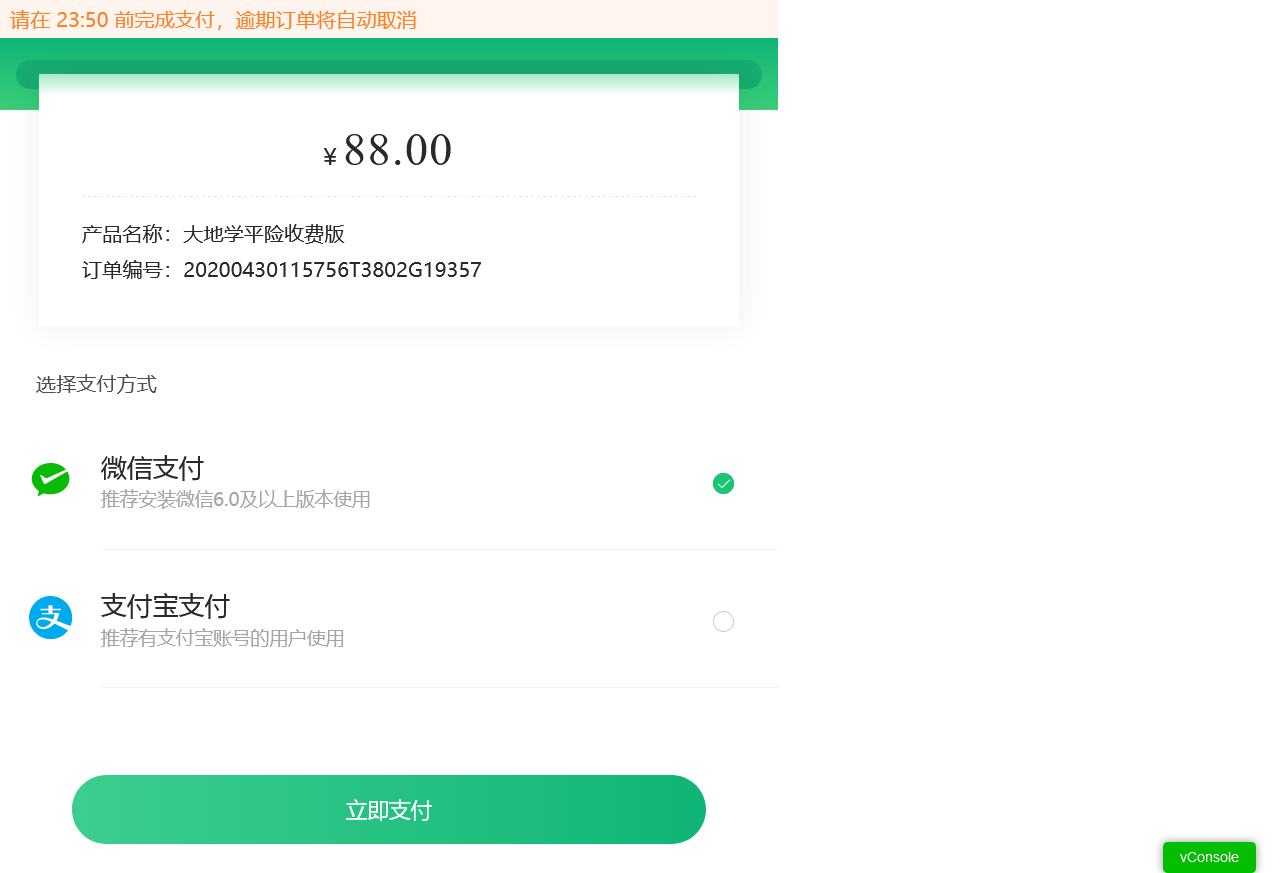 请在 23:50 前完成支付，逾期订单将自动取消
¥ 88.00
产品名称：大地学平险收费版
订单编号：20200430115756T3802G19357
选择支付方式
微信支付
推荐安装微信6.0及以上版本使用
支
支付宝支付
推荐有支付宝账号的用户使用
立即支付
vConsole